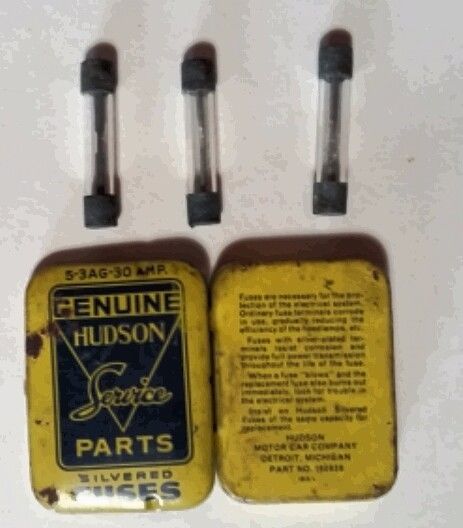 5-3AG-30 AMP.
GENUINE
HUDSON
Service
PARTS
SILVERED
FUSES
Fuses are necessary for the pro-
tection of the electrical system.
Ordinary fuse terminals corrode
in use, gradually reducing the
efficiency of the headlamps, etc.
Fuses with silver-plated ter-
minals resist corrosion and
provide full power transmission
throughout the life of the fuse.
When a fuse "blows" and the
replacement fuse also burns out
immediately, look for trouble in
the electrical system.
Insist on Hudson Silvered
Fuses of the same capacity for
replacement.
HUDSON
MOTOR CAR COMPANY
DETROIT, MICHIGAN
PART NO.